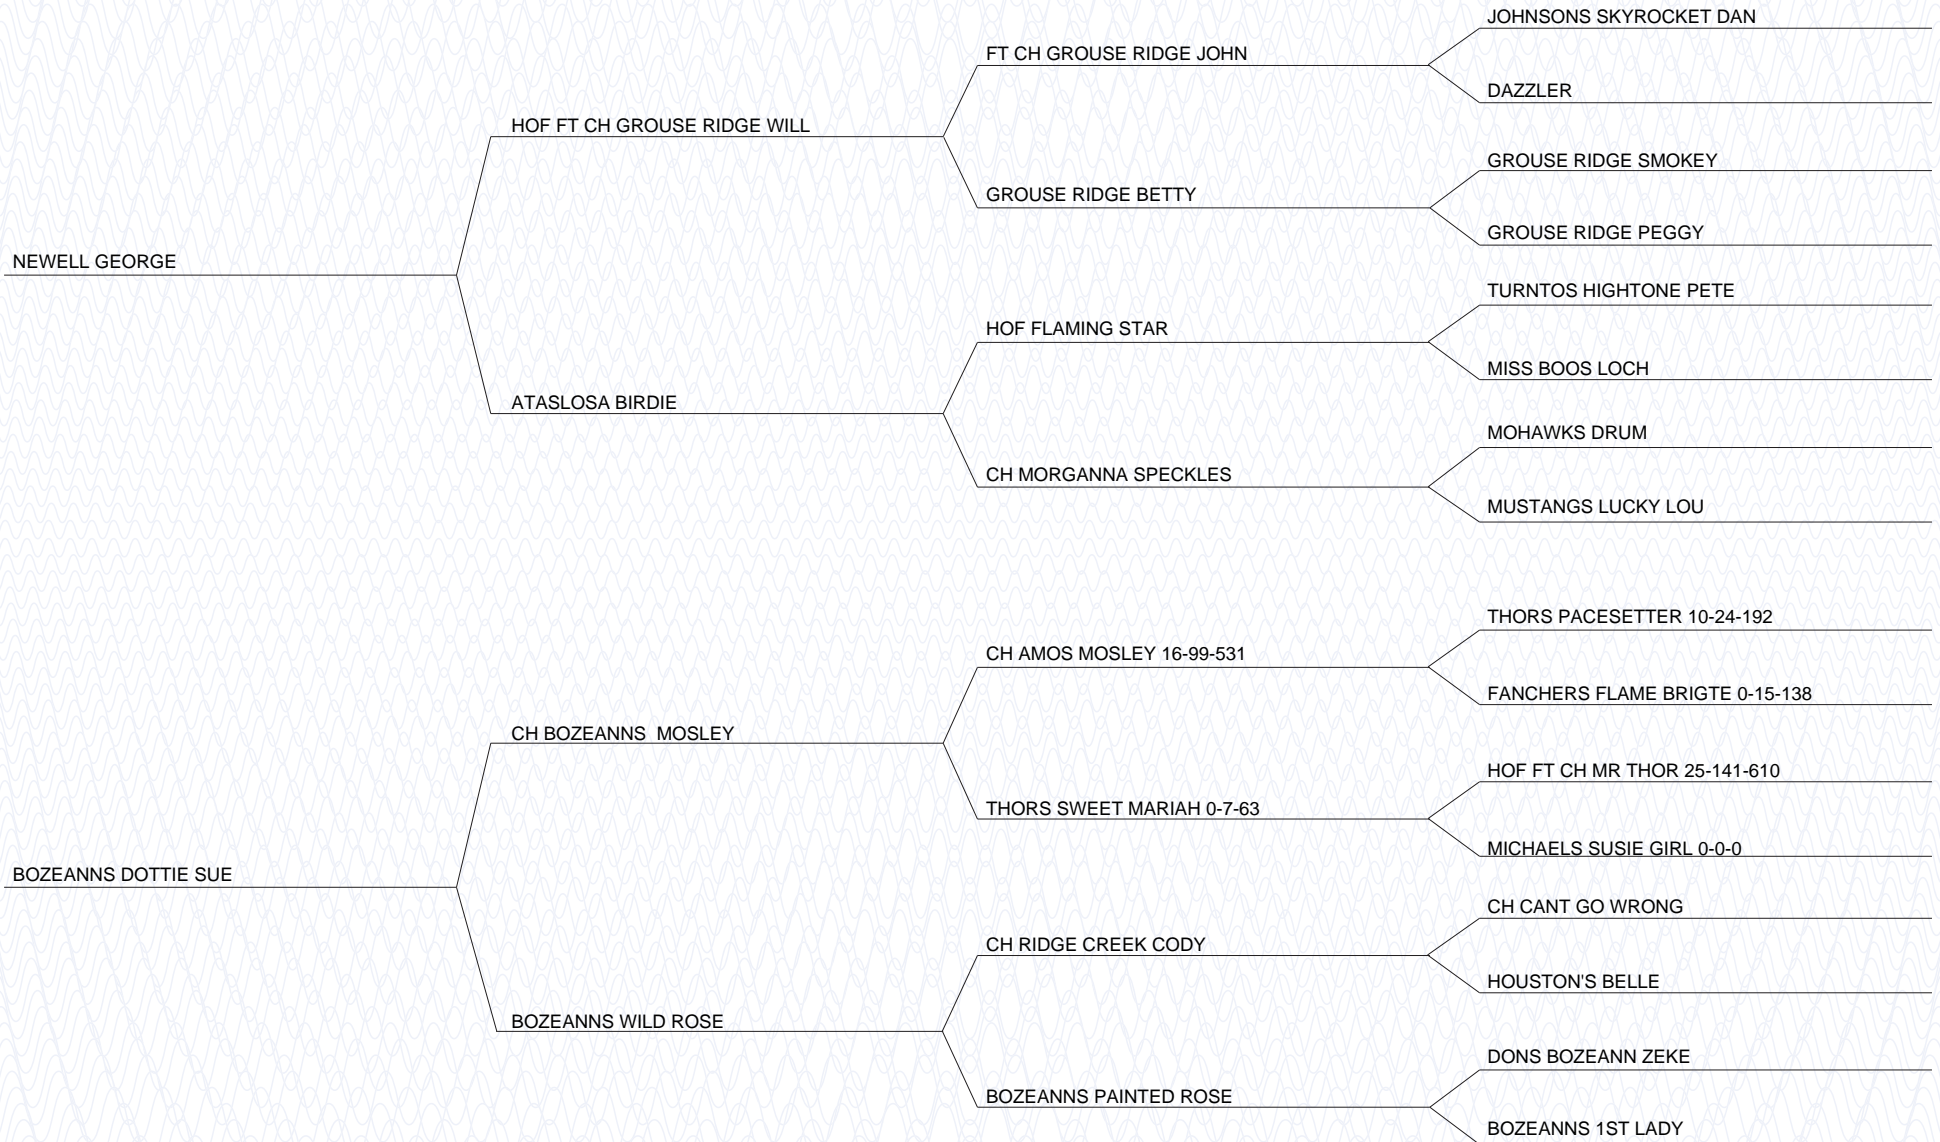 JOHNSONS SKYROCKET DAN
FT CH GROUSE RIDGE JOHN
DAZZLER
HOF FT CH GROUSE RIDGE WILL
GROUSE RIDGE SMOKEY
GROUSE RIDGE BETTY
GROUSE RIDGE PEGGY
NEWELL GEORGE
TURNTOS HIGHTONE PETE
HOF FLAMING STAR
MISS BOOS LOCH
ATASLOSA BIRDIE
MOHAWKS DRUM
CH MORGANNA SPECKLES
MUSTANGS LUCKY LOU
THORS PACESETTER 10-24-192
CH AMOS MOSLEY 16-99-531
FANCHERS FLAME BRIGTE 0-15-138
CH BOZEANNS  MOSLEY
HOF FT CH MR THOR 25-141-610
THORS SWEET MARIAH 0-7-63
MICHAELS SUSIE GIRL 0-0-0
BOZEANNS DOTTIE SUE
CH CANT GO WRONG
CH RIDGE CREEK CODY
HOUSTON'S BELLE
BOZEANNS WILD ROSE
DONS BOZEANN ZEKE
BOZEANNS PAINTED ROSE
BOZEANNS 1ST LADY